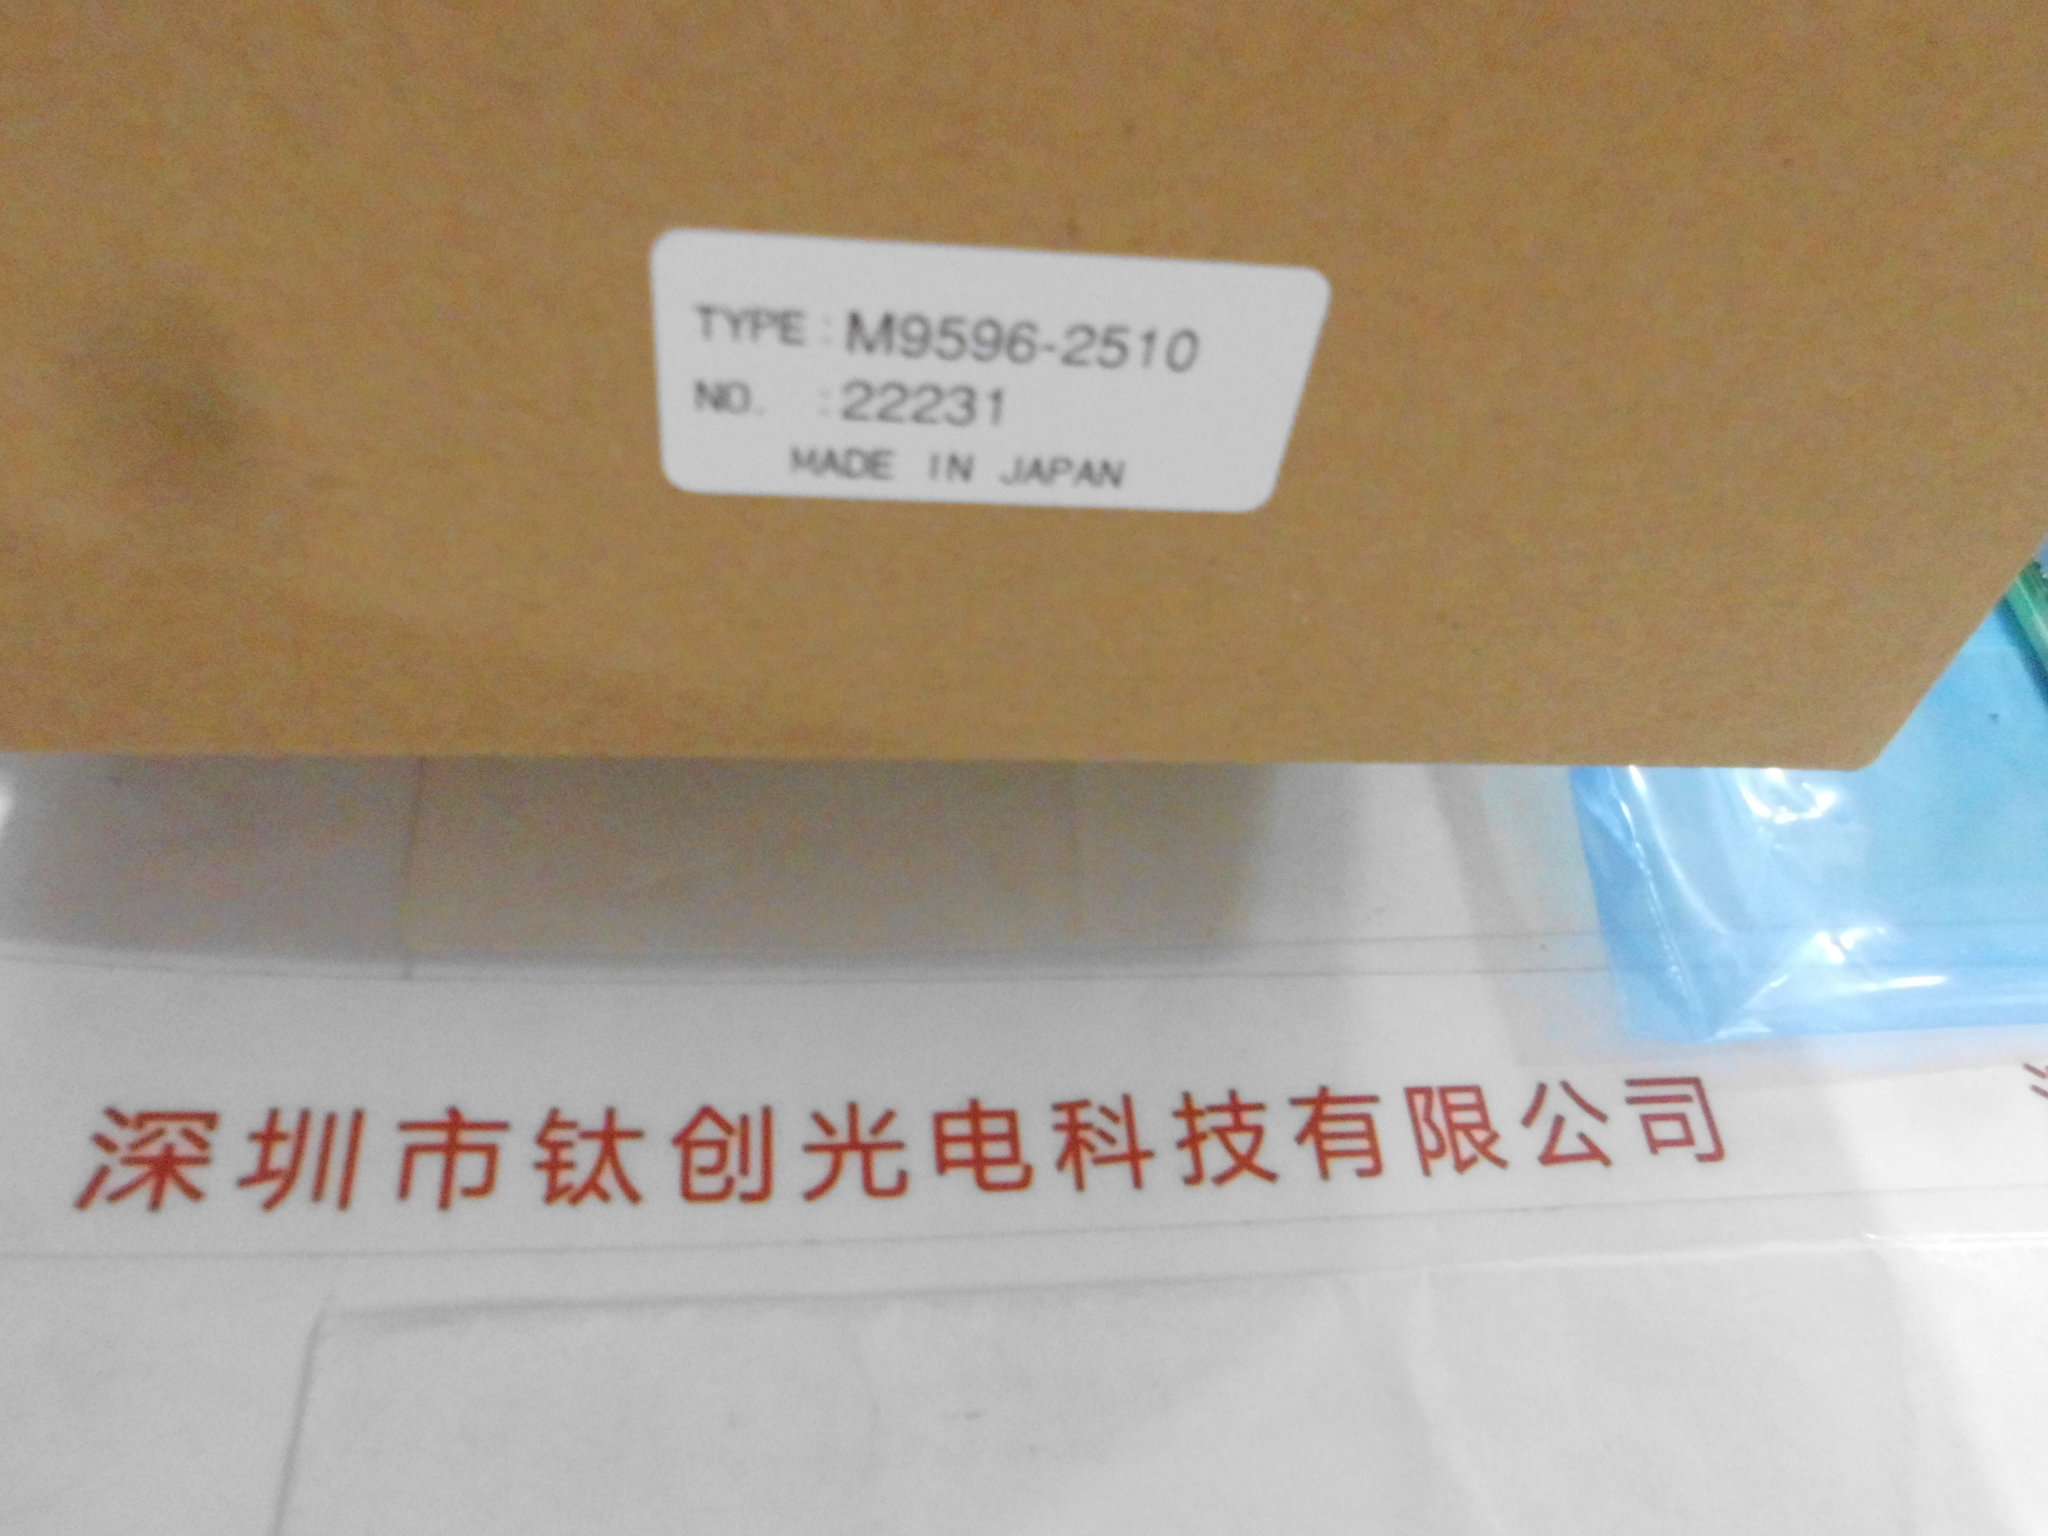 TYPE:M9596-2510
NO. :22231
MADE IN JAPAN
深圳市钛创光电科技有限公司